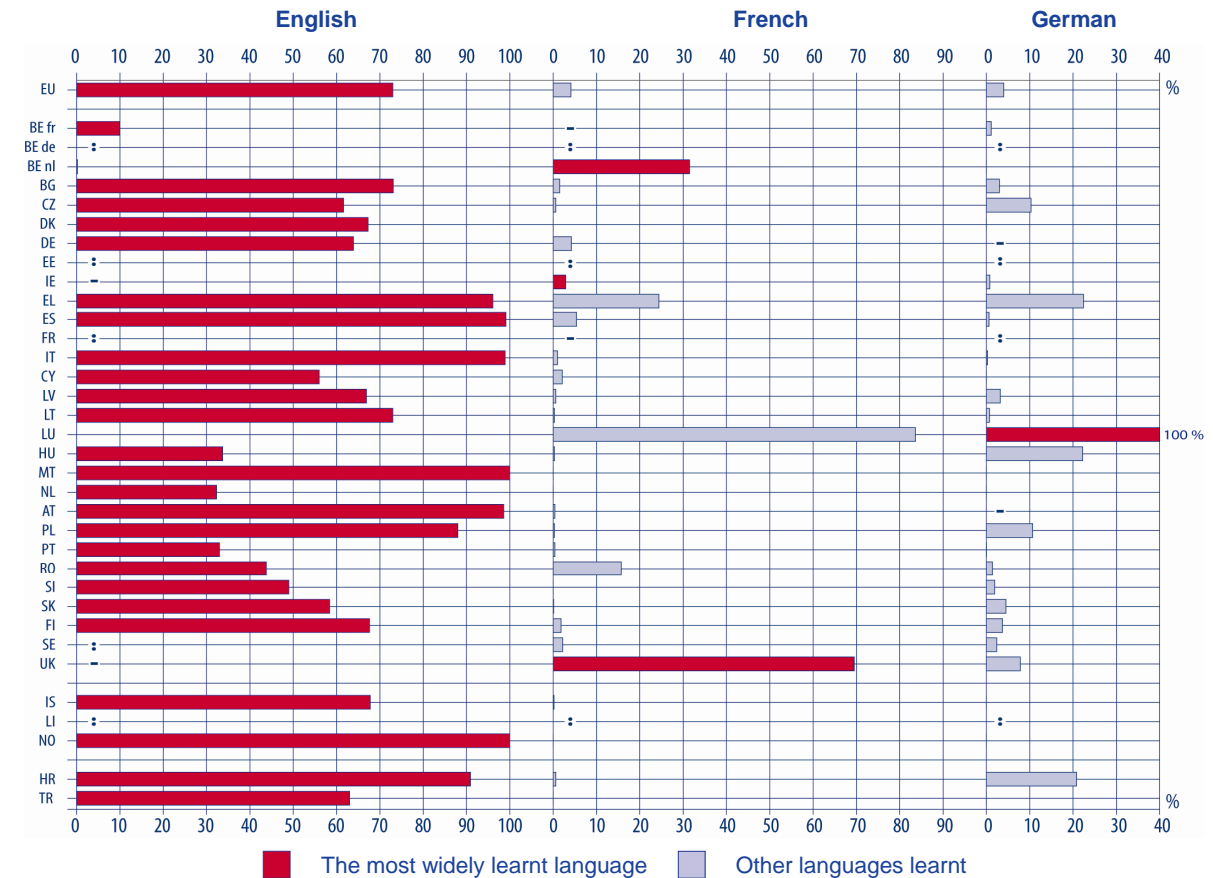 English French German
0 10 20 30 40 50 60 70 80 90 100 0 10 20 30 40 50 60 70 80 90 0 10 20 30 40
EU %
BE fr -
BE de : : :
BE nl
BG
CZ
DK
DE -
EE : : :
IE -
EL
ES
FR : - :
IT
CY
LV
LT
LU 100 %
HU
MT
NL
AT -
PL
PT
RO
SI
SK
FI
SE :
UK -
IS
LI : : :
NO
HR
TR %
0 10 20 30 40 50 60 70 80 90 100 0 10 20 30 40 50 60 70 80 90 0 10 20 30 40
The most widely learnt language Other languages learnt